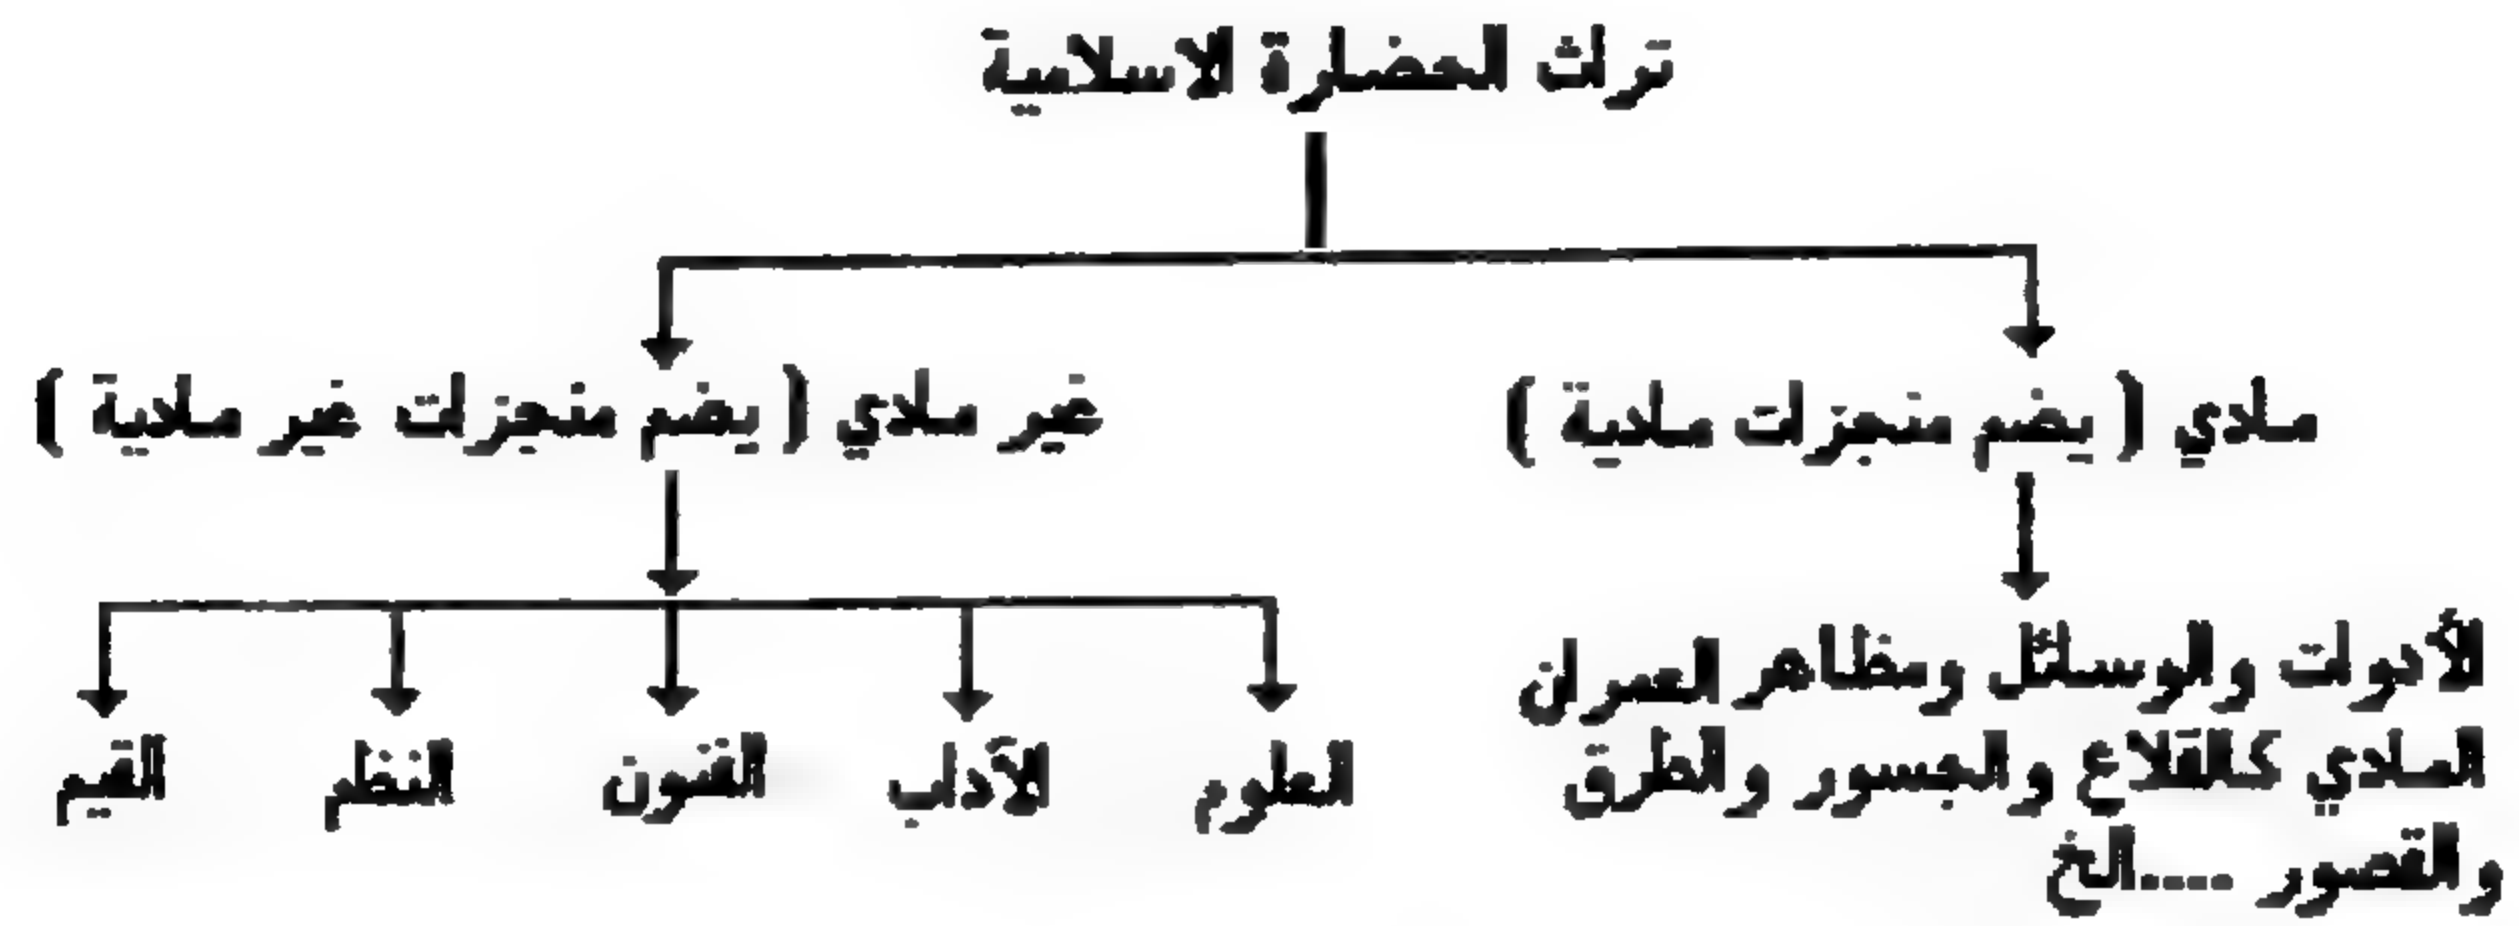 تراث الحضارة الاسلامية
مادي ( يضم منجزات مادية )
غير مادي ( يضم منجزات غير مادية )
الأدوات والوسائل ومظاهر العمران
المادي كالقلاع والجسور والطرق
والقصور ....الخ
العلوم
الآداب
الفنون
النظم
القيم